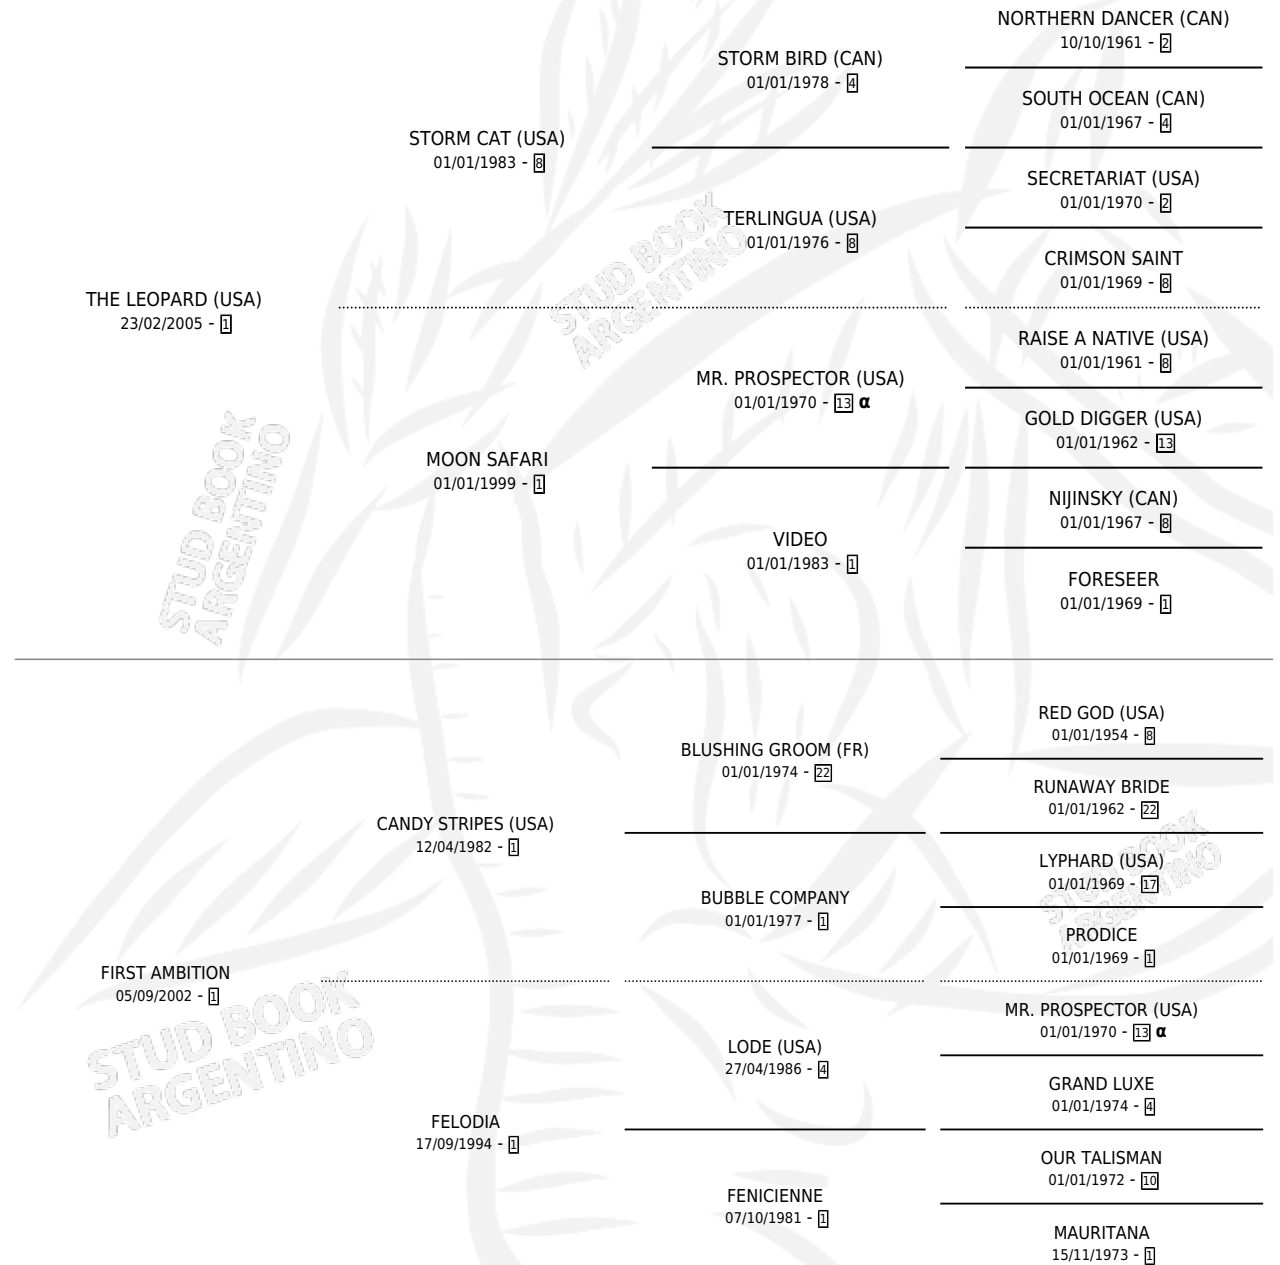 NORTHERN DANCER (CAN)
10/10/1961 - 2
STORM BIRD (CAN)
01/01/1978 - 4
SOUTH OCEAN (CAN)
01/01/1967 - 4
STORM CAT (USA)
01/01/1983 - 8
SECRETARIAT (USA)
01/01/1970 - 2
TERLINGUA (USA)
01/01/1976 - 8
CRIMSON SAINT
01/01/1969 - 8
THE LEOPARD (USA)
23/02/2005 - 1
STUD BOOK
ARGENTINO
RAISE A NATIVE (USA)
01/01/1961 - 8
MR. PROSPECTOR (USA)
01/01/1970 - 13 α
GOLD DIGGER (USA)
01/01/1962 - 13
MOON SAFARI
01/01/1999 - 1
NIJINSKY (CAN)
01/01/1967 - 8
VIDEO
01/01/1983 - 1
FORESEER
01/01/1969 - 1
STUD BOOK
ARGENTINO
RED GOD (USA)
01/01/1954 - 8
BLUSHING GROOM (FR)
01/01/1974 - 22
RUNAWAY BRIDE
01/01/1962 - 22
CANDY STRIPES (USA)
12/04/1982 - 1
LYPHARD (USA)
01/01/1969 - 17
BUBBLE COMPANY
01/01/1977 - 1
PRODICE
01/01/1969 - 1
STUD BOOK
ARGENTINO
FIRST AMBITION
05/09/2002 - 1
STUD BOOK
ARGENTINO
MR. PROSPECTOR (USA)
01/01/1970 - 13 α
LODE (USA)
27/04/1986 - 4
GRAND LUXE
01/01/1974 - 4
FELODIA
17/09/1994 - 1
OUR TALISMAN
01/01/1972 - 10
FENICIENNE
07/10/1981 - 1
MAURITANA
15/11/1973 - 1